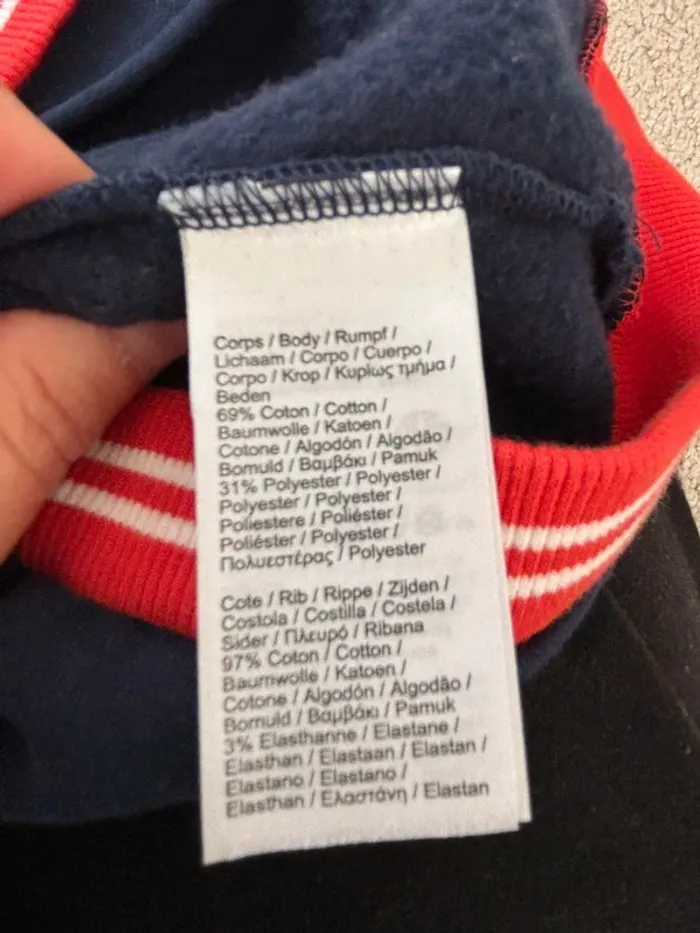 Corps / Body / Rumpf /
Lichaam / Corpo / Cuerpo /
Corpo / Krop / Κυρίως τμήμα /
Beden
69% Coton / Cotton /
Baumwolle / Katoen /
Cotone / Algodón / Algodão /
Bomuld / Βαμβάκι / Pamuk
31% Polyester / Polyester /
Polyester / Polyester /
Poliestere / Poliéster /
Poliéster / Polyester /
Πολυεστέρας / Polyester
Cote / Rib / Rippe / Zijden /
Costola / Costilla / Costela /
Sider / Πλευρό / Ribana
97% Coton / Cotton /
Baumwolle / Katoen /
Cotone / Algodón / Algodão /
Bomuld / Βαμβάκι / Pamuk
3% Elasthanne / Elastane /
Elasthan / Elastaan / Elastan /
Elastano / Elastano /
Elasthan / Ελαστάνη / Elastan